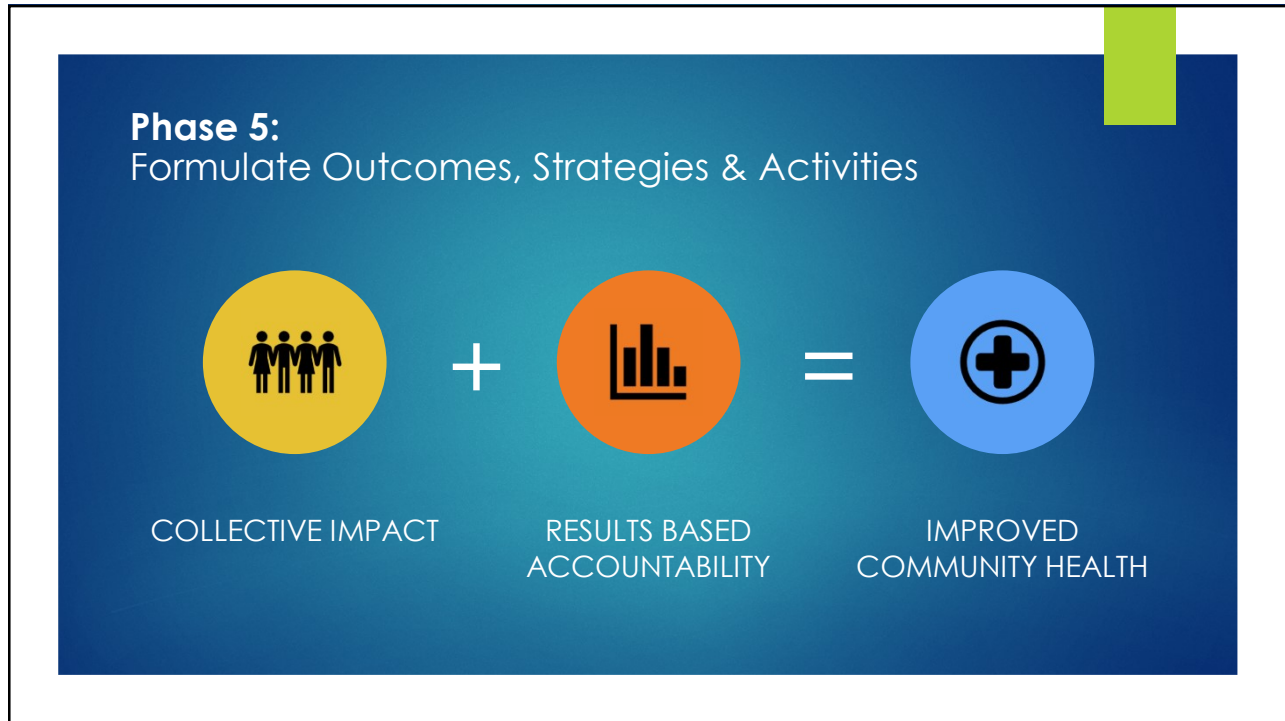 Phase 5:
Formulate Outcomes, Strategies & Activities
+
=
COLLECTIVE IMPACT
RESULTS BASED
ACCOUNTABILITY
IMPROVED
COMMUNITY HEALTH